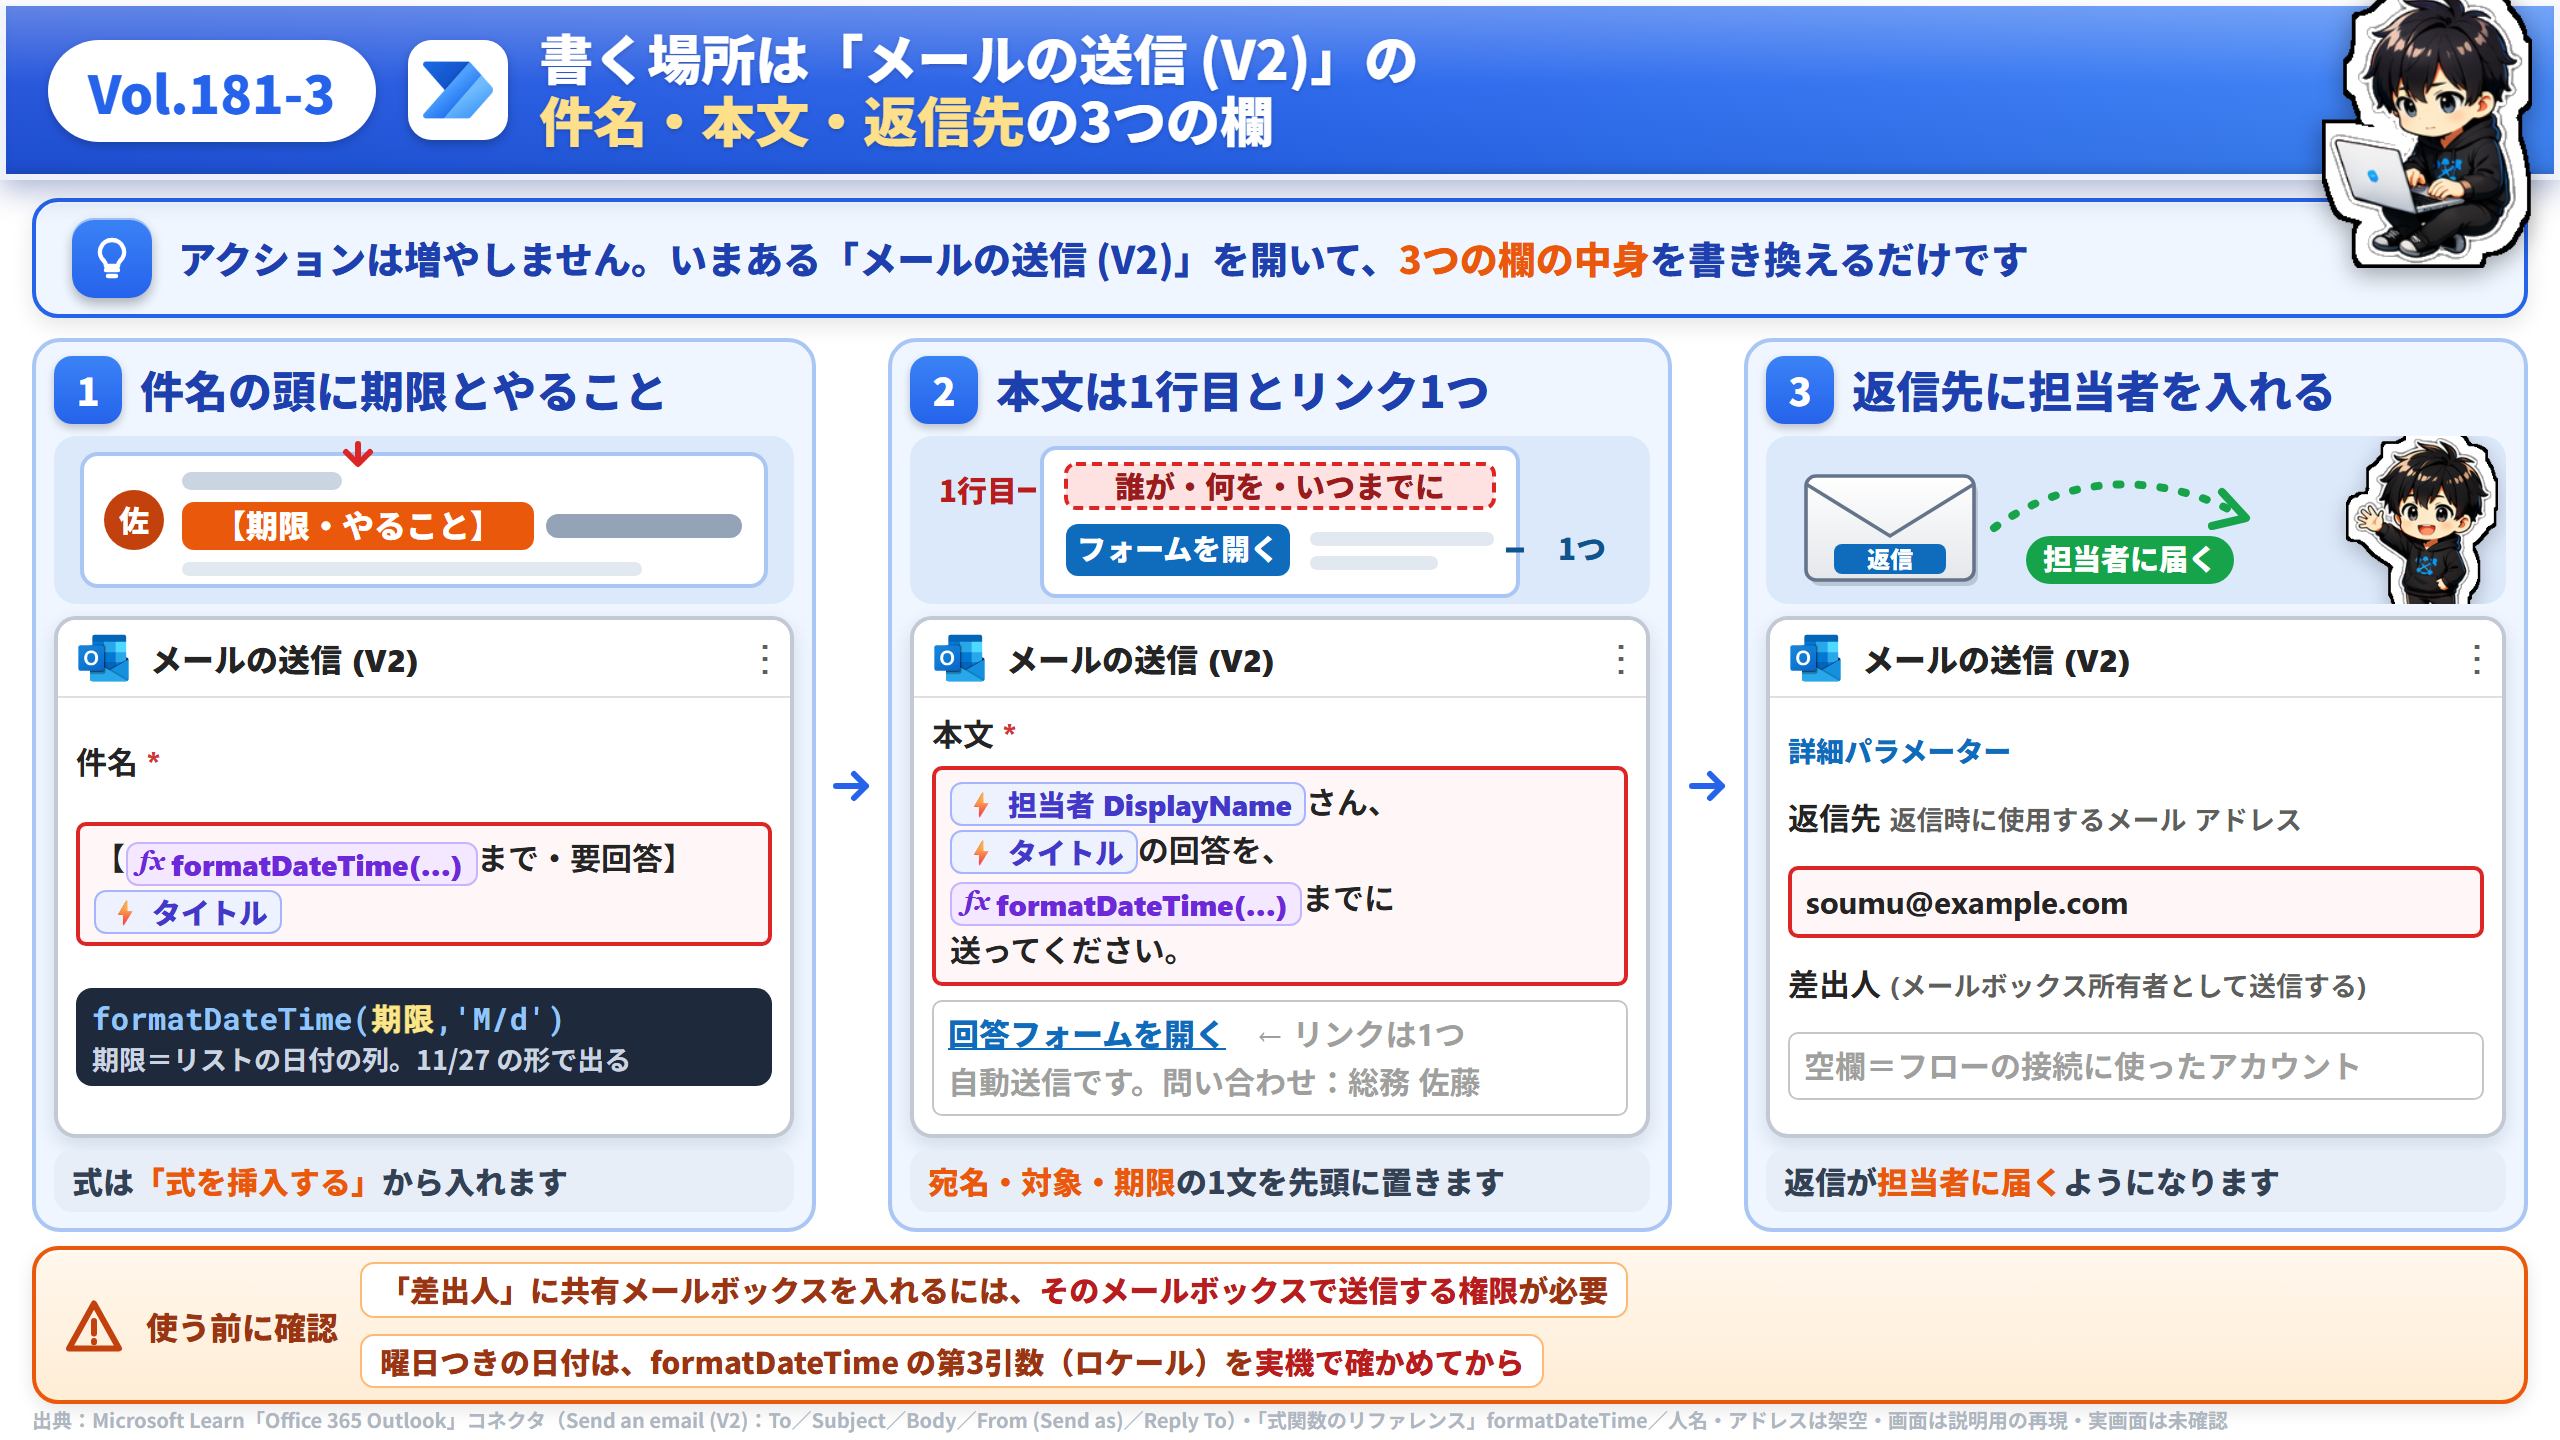 Vol.181-3
書く場所は「メールの送信 (V2)」の
件名・本文・返信先の3つの欄
アクションは増やしません。いまある「メールの送信 (V2)」を開いて、3つの欄の中身を書き換えるだけです
1 件名の頭に期限とやること
佐
【期限・やること】
メールの送信 (V2)
件名 *
【fx formatDateTime(...)まで・要回答】
タイトル
formatDateTime(期限,'M/d')
期限＝リストの日付の列。11/27 の形で出る
式は「式を挿入する」から入れます
2 本文は1行目とリンク1つ
1行目
誰が・何を・いつまでに
フォームを開く
1つ
メールの送信 (V2)
本文 *
担当者 DisplayNameさん、
タイトルの回答を、
fx formatDateTime(...)までに
送ってください。
回答フォームを開く ← リンクは1つ
自動送信です。問い合わせ：総務 佐藤
宛名・対象・期限の1文を先頭に置きます
3 返信先に担当者を入れる
返信
担当者に届く
メールの送信 (V2)
詳細パラメーター
返信先 返信時に使用するメール アドレス
soumu@example.com
差出人 (メールボックス所有者として送信する)
空欄＝フローの接続に使ったアカウント
返信が担当者に届くようになります
使う前に確認
「差出人」に共有メールボックスを入れるには、そのメールボックスで送信する権限が必要
曜日つきの日付は、formatDateTime の第3引数（ロケール）を実機で確かめてから
出典：Microsoft Learn「Office 365 Outlook」コネクタ（Send an email (V2)：To／Subject／Body／From (Send as)／Reply To）・「式関数のリファレンス」formatDateTime／人名・アドレスは架空・画面は説明用の再現・実画面は未確認